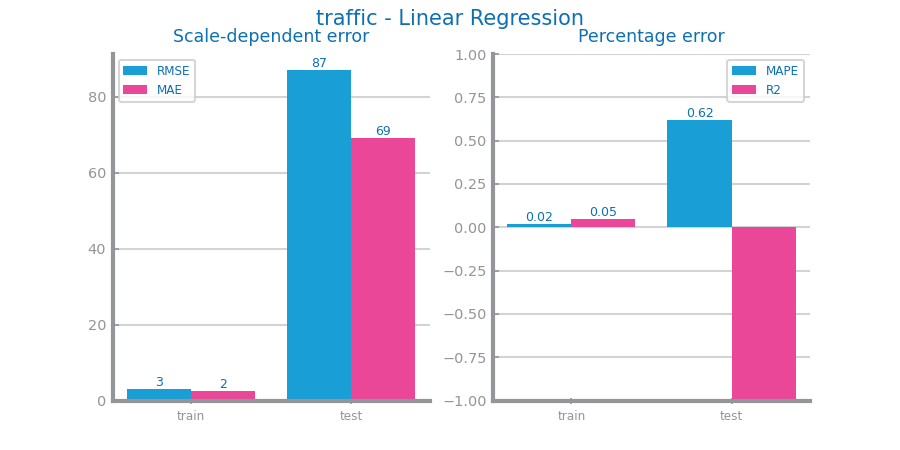 traffic - Linear Regression
Scale-dependent error
RMSE
MAE
80
60
40
20
0
3
2
87
69
train
test
Percentage error
MAPE
R2
1.00
0.75
0.50
0.25
0.00
−0.25
−0.50
−0.75
−1.00
0.02
0.05
0.62
train
test